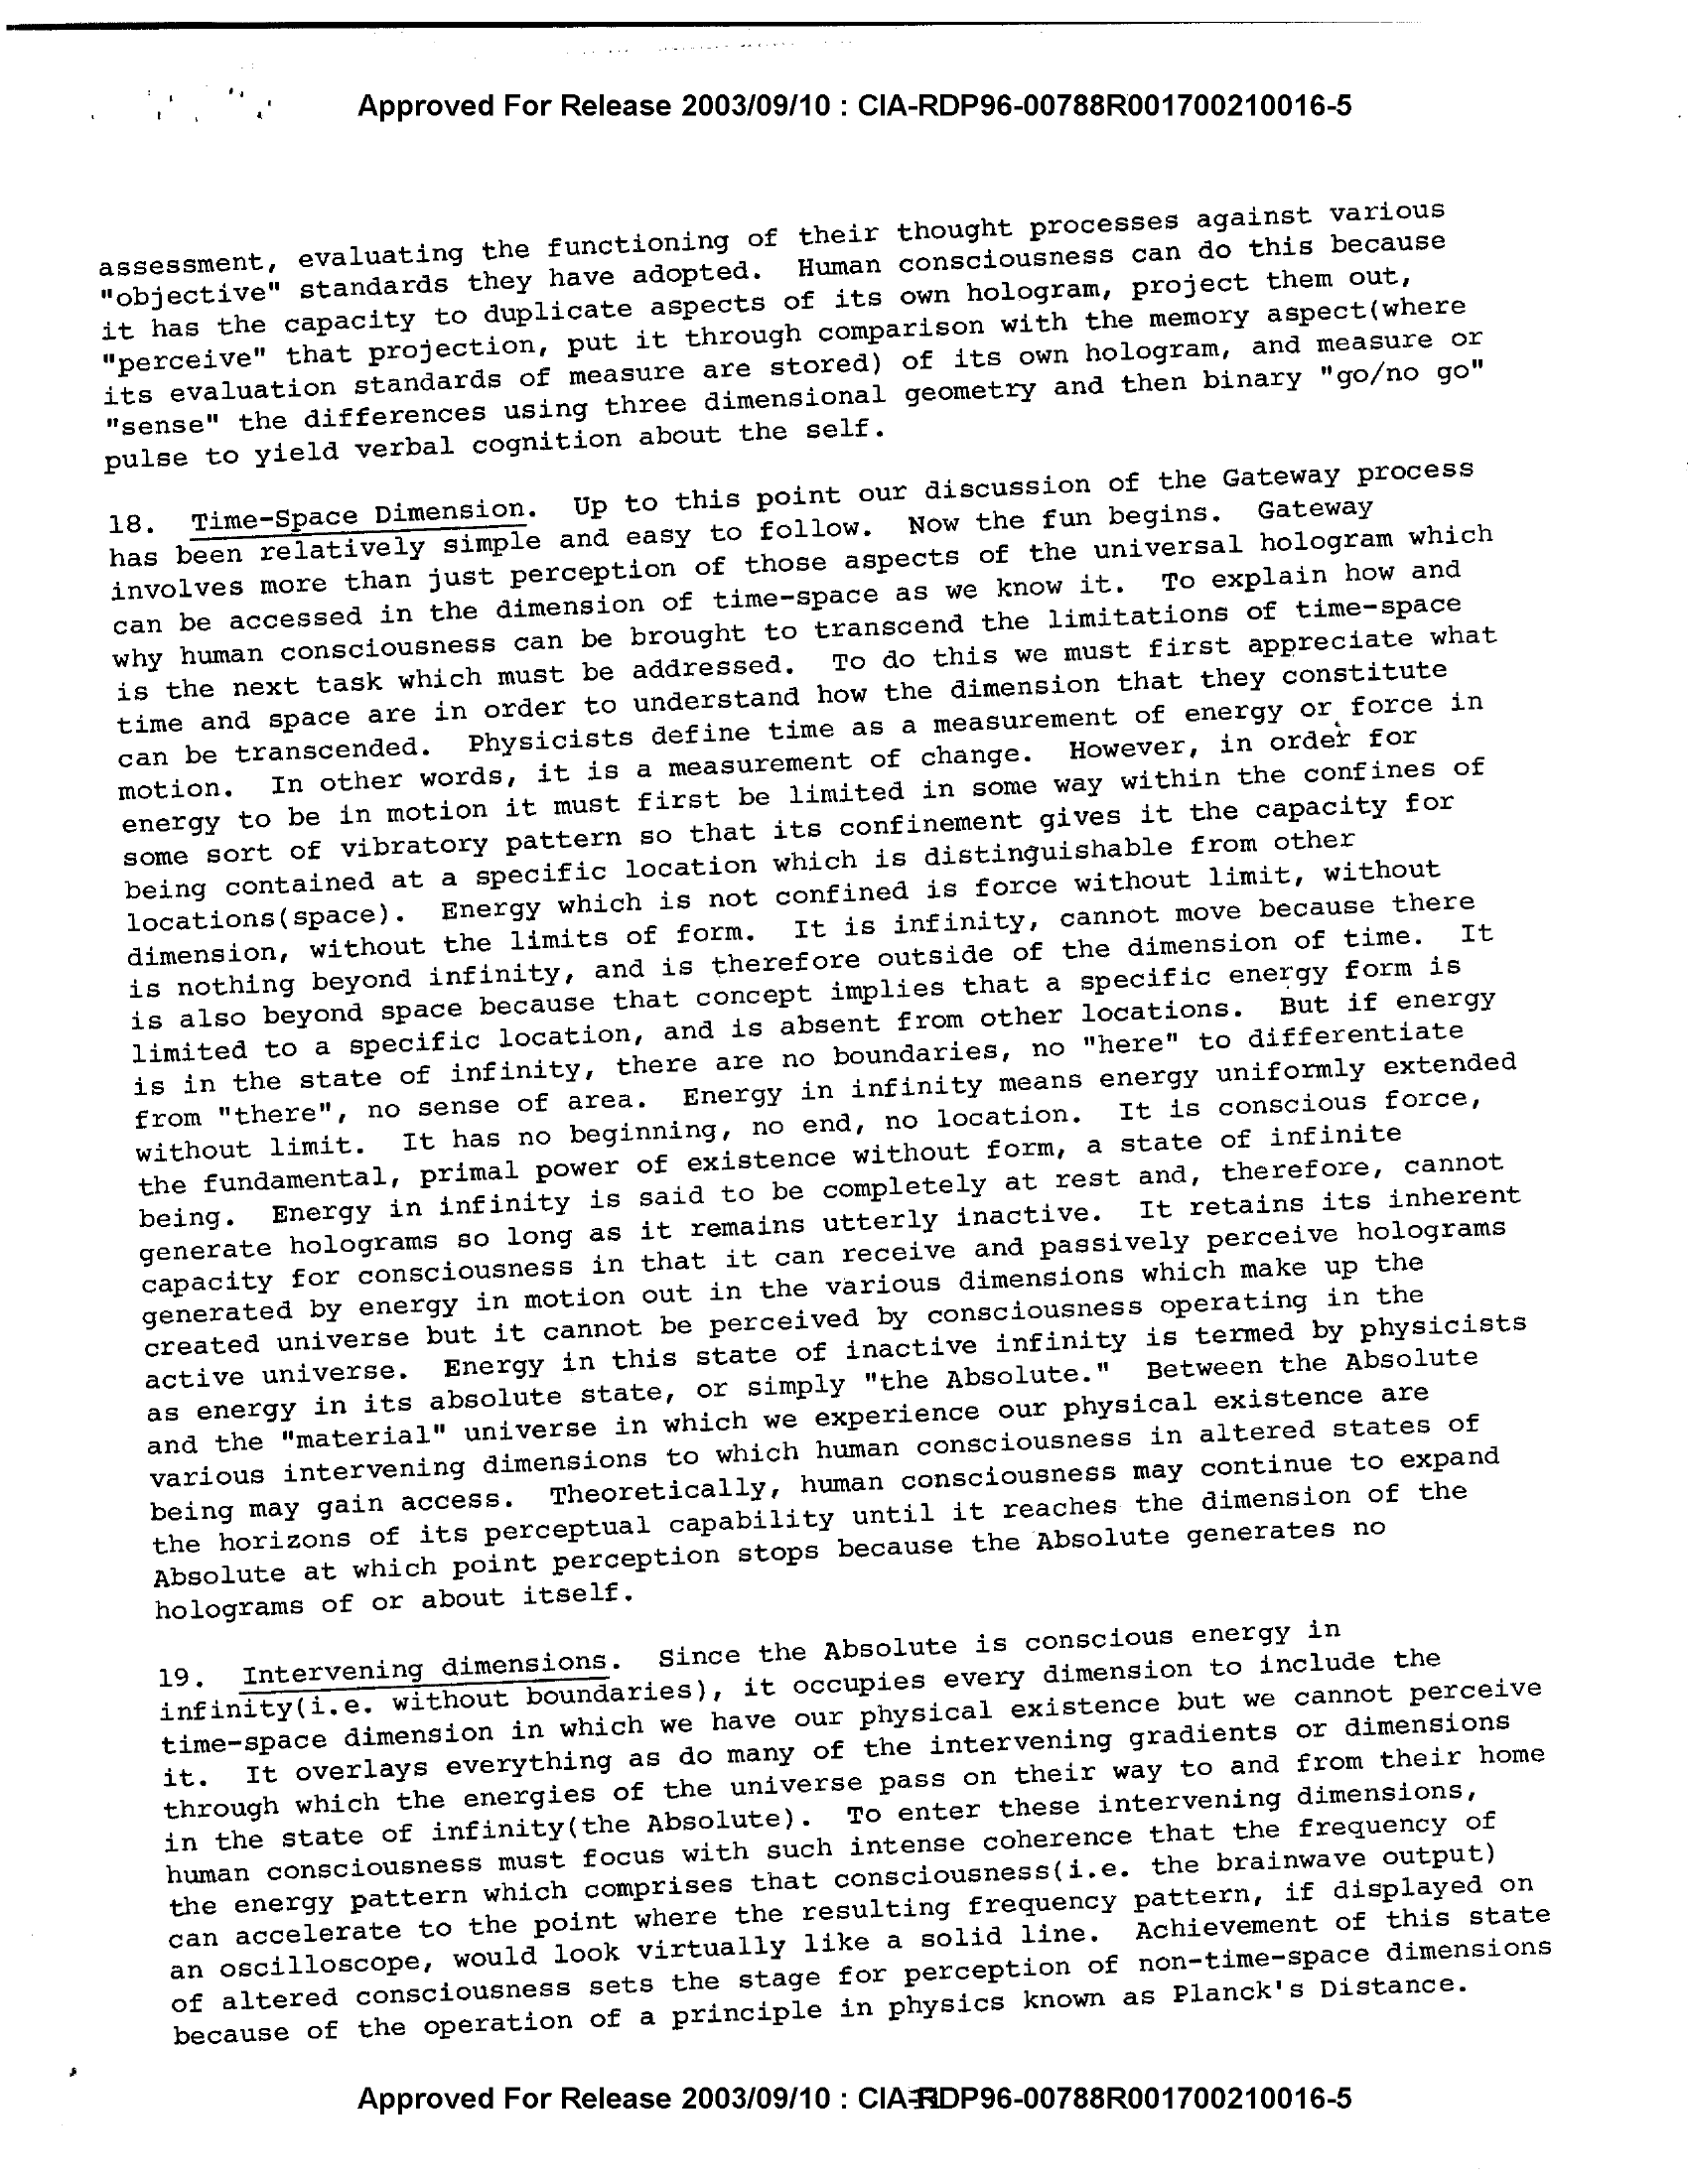 Approved For Release 2003/09/10 : CIA-RDP96-00788R001700210016-5
assessment, evaluating the functioning of their thought processes against various
"objective" standards they have adopted. Human consciousness can do this because
it has the capacity to duplicate aspects of its own hologram, project them out,
"perceive" that projection, put it through comparison with the memory aspect(where
its evaluation standards of measure are stored) of its own hologram, and measure or
"sense" the differences using three dimensional geometry and then binary "go/no go"
pulse to yield verbal cognition about the self.
18. Time-Space Dimension. Up to this point our discussion of the Gateway process
has been relatively simple and easy to follow. Now the fun begins. Gateway
involves more than just perception of those aspects of the universal hologram which
can be accessed in the dimension of time-space as we know it. To explain how and
why human consciousness can be brought to transcend the limitations of time-space
is the next task which must be addressed. To do this we must first appreciate what
time and space are in order to understand how the dimension that they constitute
can be transcended. Physicists define time as a measurement of energy or force in
motion. In other words, it is a measurement of change. However, in order for
energy to be in motion it must first be limited in some way within the confines of
some sort of vibratory pattern so that its confinement gives it the capacity for
being contained at a specific location which is distinguishable from other
locations(space). Energy which is not confined is force without limit, without
dimension, without the limits of form. It is infinity, cannot move because there
is nothing beyond infinity, and is therefore outside of the dimension of time. It
is also beyond space because that concept implies that a specific energy form is
limited to a specific location, and is absent from other locations. But if energy
is in the state of infinity, there are no boundaries, no "here" to differentiate
from "there", no sense of area. Energy in infinity means energy uniformly extended
without limit. It has no beginning, no end, no location. It is conscious force,
the fundamental, primal power of existence without form, a state of infinite
being. Energy in infinity is said to be completely at rest and, therefore, cannot
generate holograms so long as it remains utterly inactive. It retains its inherent
capacity for consciousness in that it can receive and passively perceive holograms
generated by energy in motion out in the various dimensions which make up the
created universe but it cannot be perceived by consciousness operating in the
active universe. Energy in this state of inactive infinity is termed by physicists
as energy in its absolute state, or simply "the Absolute." Between the Absolute
and the "material" universe in which we experience our physical existence are
various intervening dimensions to which human consciousness in altered states of
being may gain access. Theoretically, human consciousness may continue to expand
the horizons of its perceptual capability until it reaches the dimension of the
Absolute at which point perception stops because the Absolute generates no
holograms of or about itself.
19. Intervening dimensions. Since the Absolute is conscious energy in
infinity(i.e. without boundaries), it occupies every dimension to include the
time-space dimension in which we have our physical existence but we cannot perceive
it. It overlays everything as do many of the intervening gradients or dimensions
through which the energies of the universe pass on their way to and from their home
in the state of infinity(the Absolute). To enter these intervening dimensions,
human consciousness must focus with such intense coherence that the frequency of
the energy pattern which comprises that consciousness(i.e. the brainwave output)
can accelerate to the point where the resulting frequency pattern, if displayed on
an oscilloscope, would look virtually like a solid line. Achievement of this state
of altered consciousness sets the stage for perception of non-time-space dimensions
because of the operation of a principle in physics known as Planck's Distance.
Approved For Release 2003/09/10 : CIA-RDP96-00788R001700210016-5